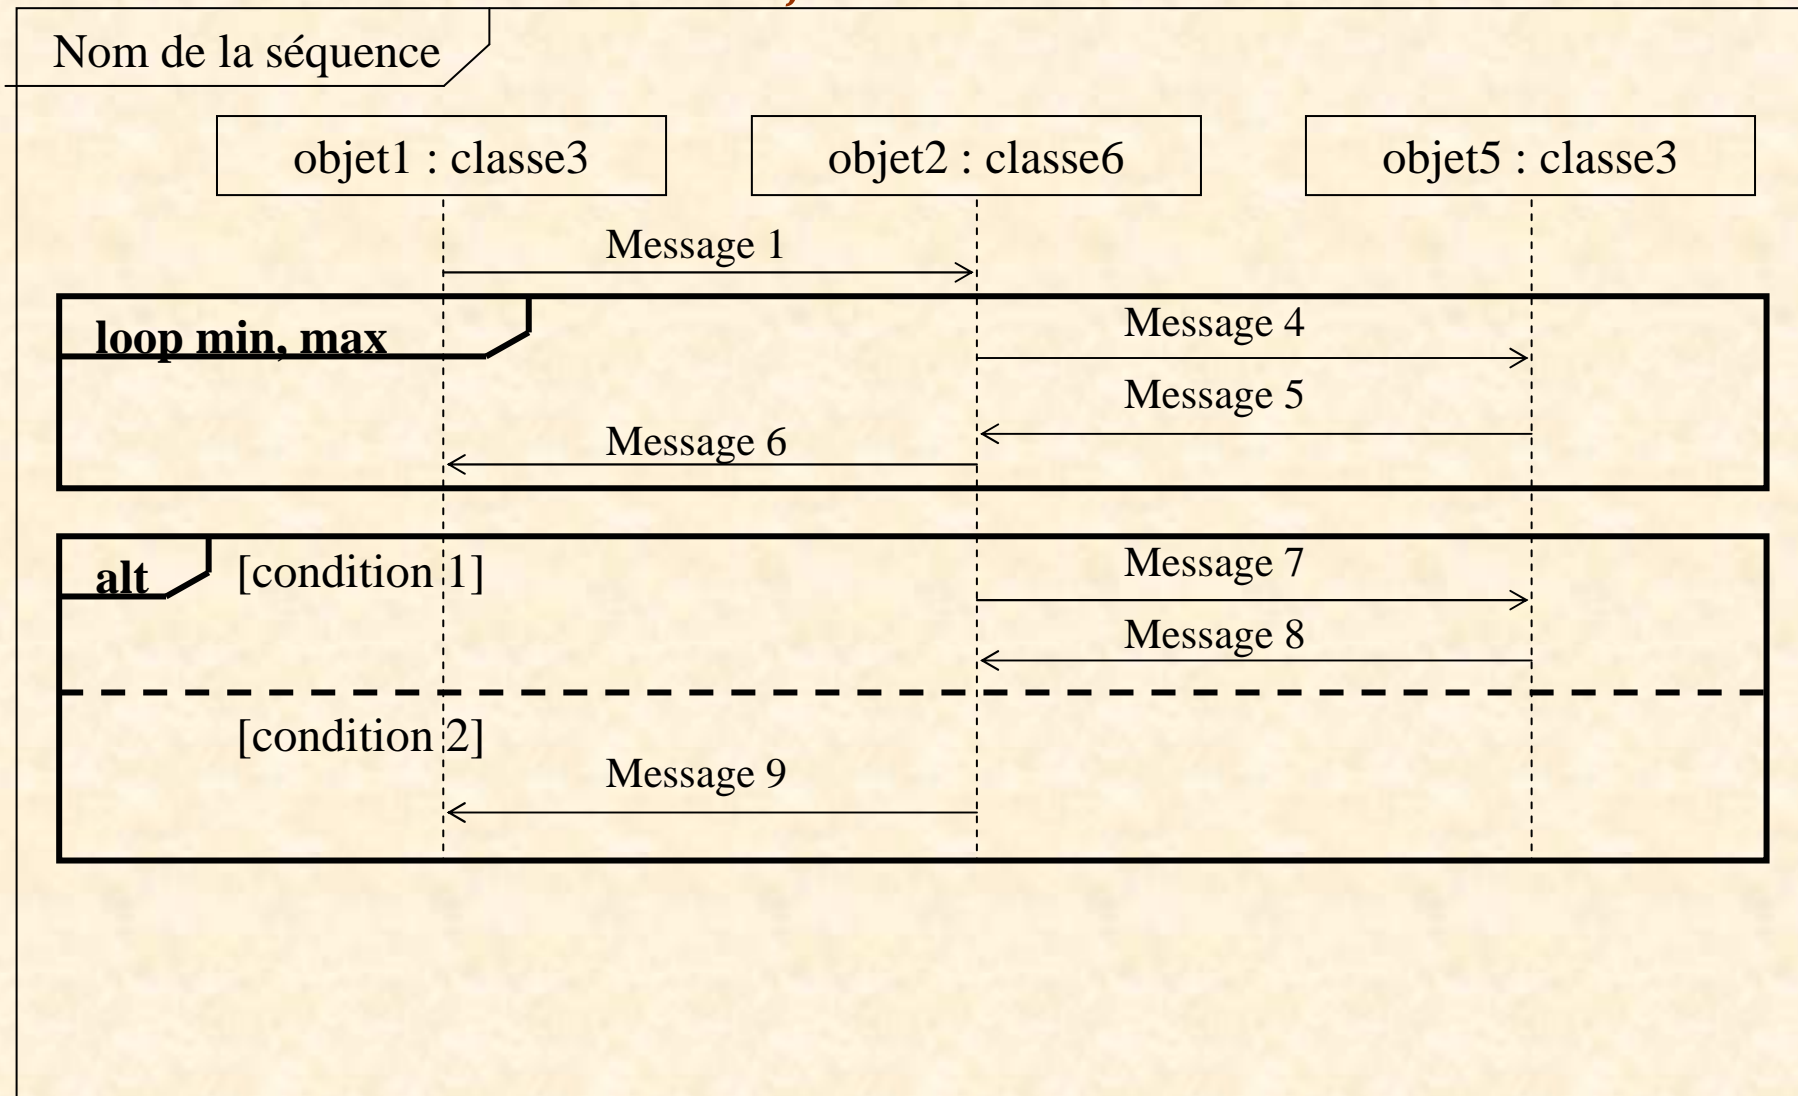 Nom de la séquence
objet1 : classe3
objet2 : classe6
objet5 : classe3
Message 1
loop min, max
Message 4
Message 5
Message 6
alt
[condition 1]
Message 7
Message 8
[condition 2]
Message 9